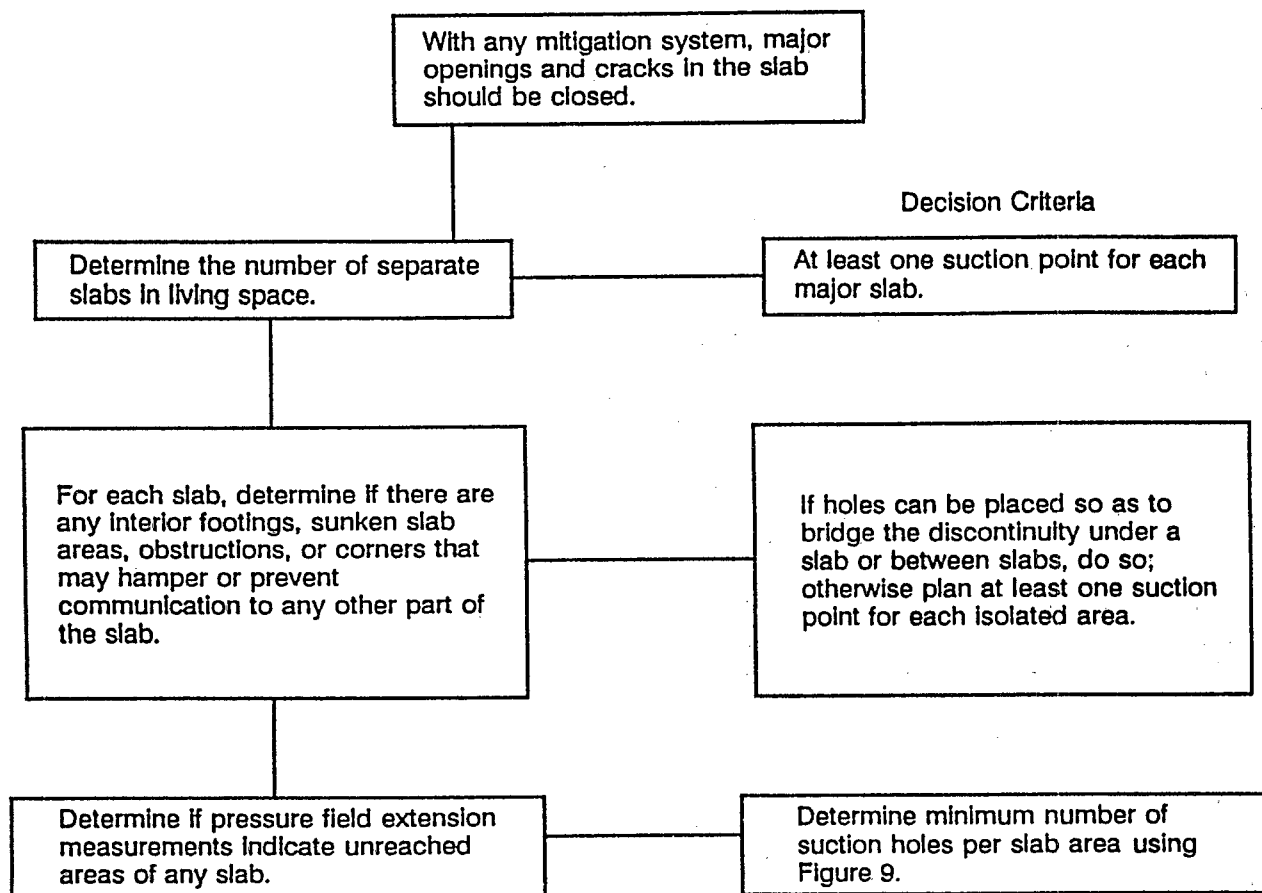 With any mitigation system, major
openings and cracks in the slab
should be closed.
Decision Criteria
Determine the number of separate
slabs in living space.
At least one suction point for each
major slab.
For each slab, determine if there are
any interior footings, sunken slab
areas, obstructions, or corners that
may hamper or prevent
communication to any other part of
the slab.
If holes can be placed so as to
bridge the discontinuity under a
slab or between slabs, do so;
otherwise plan at least one suction
point for each isolated area.
Determine if pressure field extension
measurements indicate unreached
areas of any slab.
Determine minimum number of
suction holes per slab area using
Figure 9.